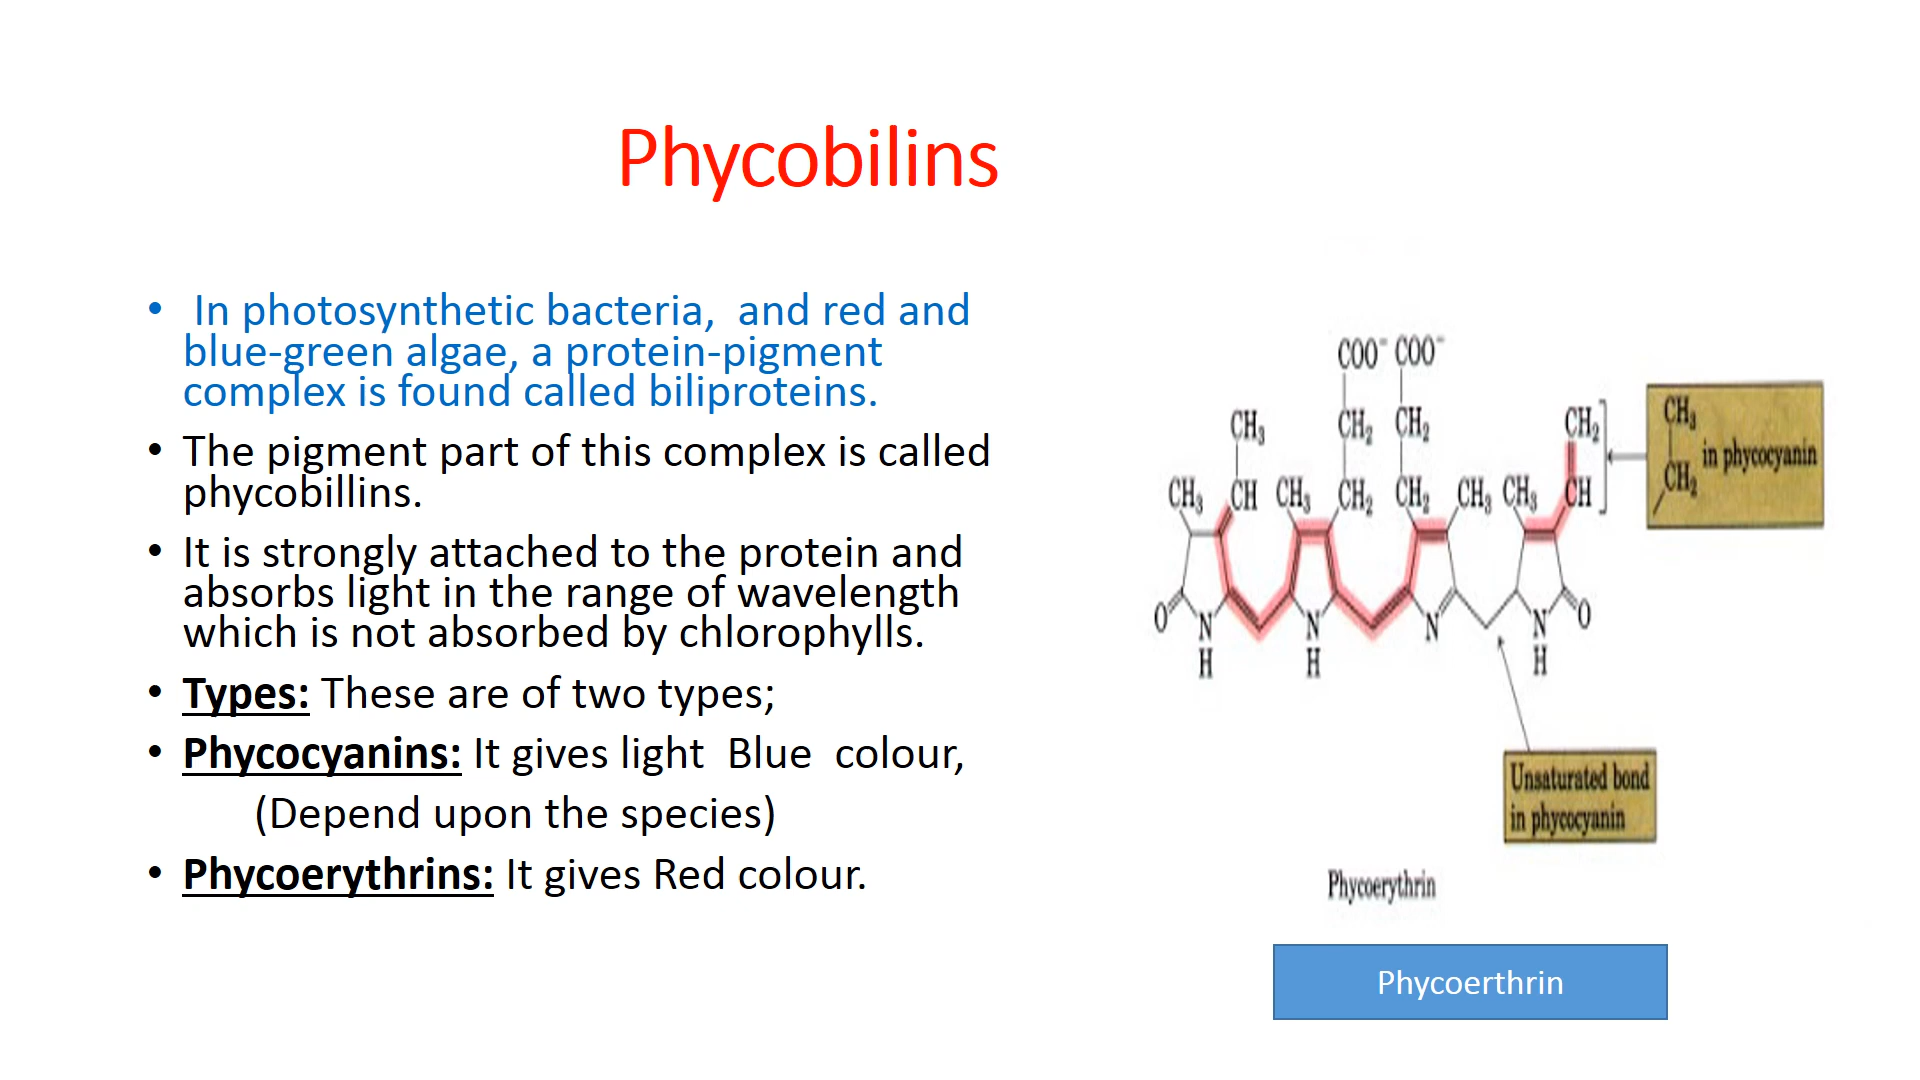 Phycobilins
• In photosynthetic bacteria, and red and
blue-green algae, a protein-pigment
complex is found called biliproteins.
• The pigment part of this complex is called
phycobillins.
• It is strongly attached to the protein and
absorbs light in the range of wavelength
which is not absorbed by chlorophylls.
• Types: These are of two types;
• Phycocyanins: It gives light Blue colour,
(Depend upon the species)
• Phycoerythrins: It gives Red colour.
COO⁻ COO⁻
CH₃ CH₂ CH₂ CH₂
CH₃ CH CH₃ CH₂ CH₂ CH₃ CH₃ CH
O N N N N O
H H H
CH₃
in phycocyanin
CH₂
Unsaturated bond
in phycocyanin
Phycoerythrin
Phycoerthrin